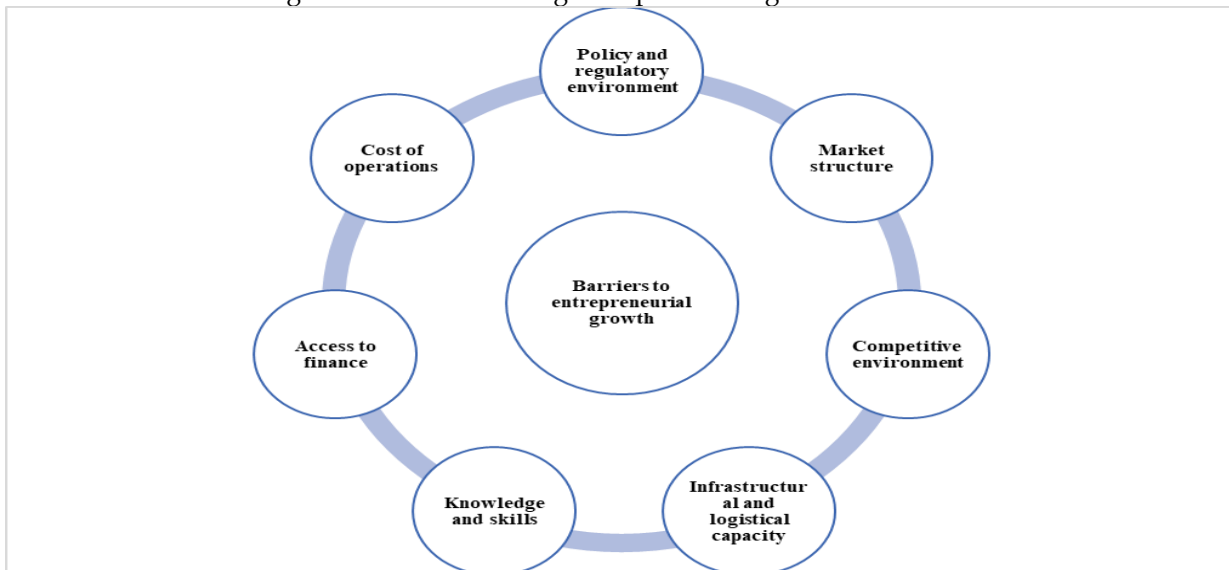 Policy and
regulatory
environment
Cost of
operations
Market
structure
Barriers to
entrepreneurial
growth
Access to
finance
Competitive
environment
Knowledge
and skills
Infrastructur
al and
logistical
capacity